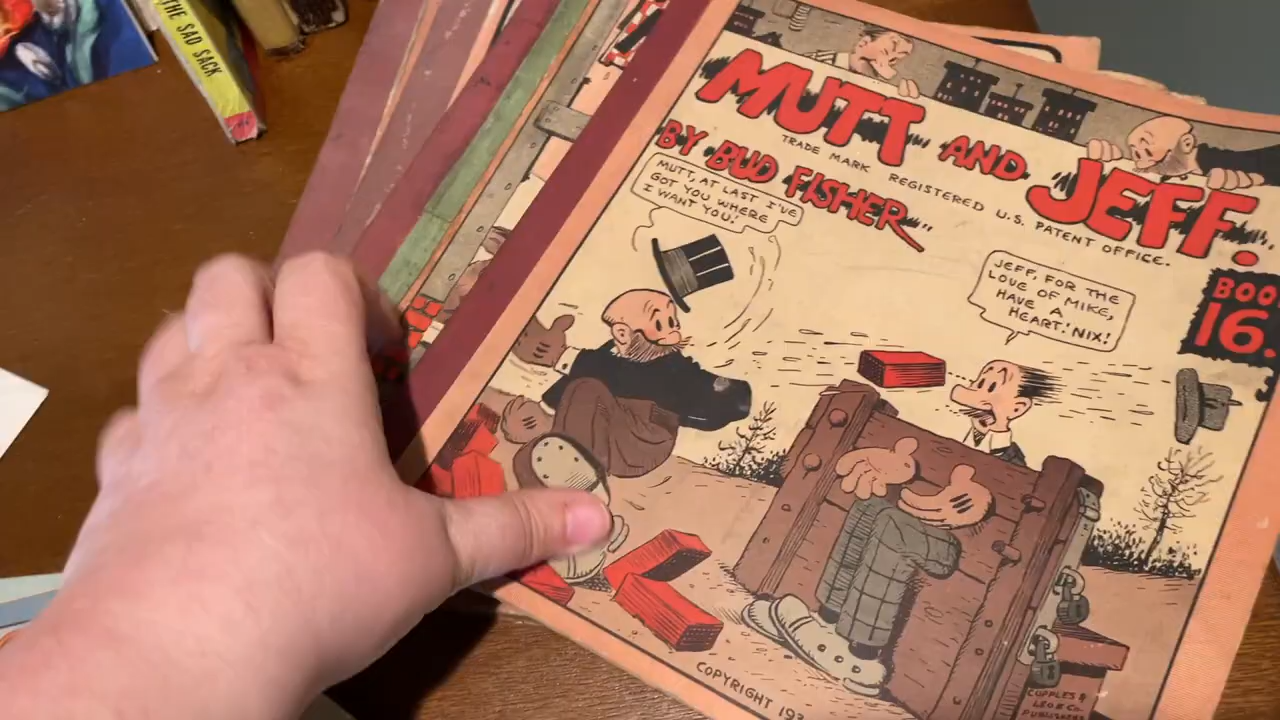 THE SAD SACK
MUTT AND JEFF.
TRADE MARK REGISTERED U.S. PATENT OFFICE.
BY BUD FISHER
MUTT, AT LAST I'VE
GOT YOU WHERE
I WANT YOU!
JEFF, FOR THE
LOVE OF MIKE,
HAVE A
HEART! NIX!
BOO
16.
COPYRIGHT 193
CUPPLES &
LEON CO.
PUBLISHERS